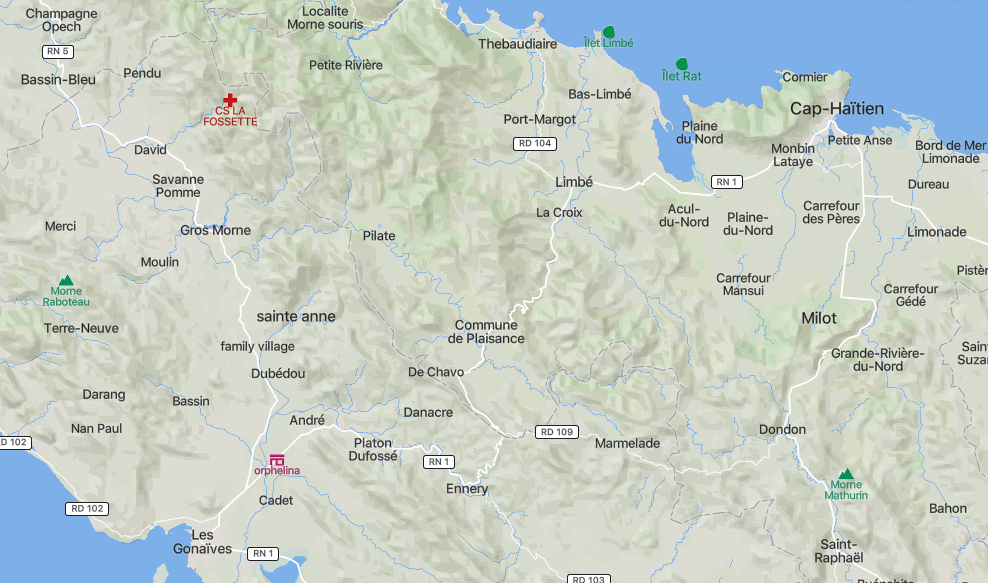 Champagne
Opech
Localite
Morne souris
RN 5
Thebaudiaire
Îlet Limbé
Bassin-Bleu
Pendu
Petite Rivière
Îlet Rat
Cormier
Bas-Limbé
Cap-Haïtien
CS LA
FOSSETTE
Port-Margot
Plaine
du Nord
RD 104
David
Monbin
Lataye
Petite Anse
Bord de Mer
Limonade
Savanne
Pomme
Limbé
RN 1
Dureau
Merci
Gros Morne
La Croix
Acul-
du-Nord
Plaine-
du-Nord
Carrefour
des Pères
Limonade
Pilate
Moulin
Pistèr
Morne
Raboteau
Carrefour
Mansui
Carrefour
Gédé
sainte anne
Terre-Neuve
Commune
de Plaisance
Milot
family village
Grande-Rivière-
du-Nord
Sain
Suza
Dubédou
De Chavo
Darang
Bassin
Danacre
André
Nan Paul
D 102
Platon
Dufossé
RD 109
Marmelade
Dondon
orphelina
RN 1
Ennery
Morne
Mathurin
Cadet
RD 102
Bahon
Les
Gonaïves
RN 1
Saint-
Raphaël
RD 103